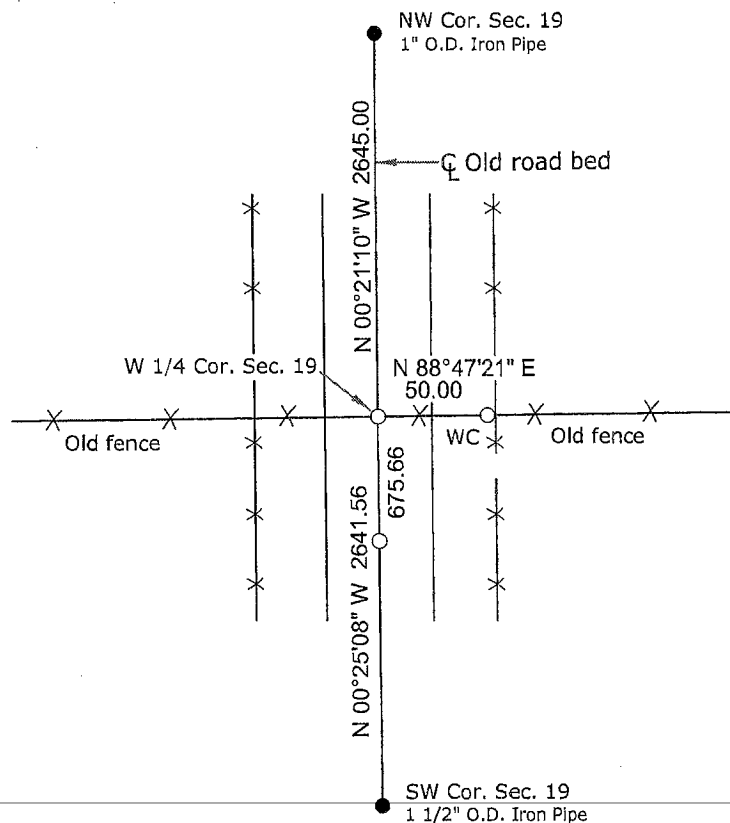 NW Cor. Sec. 19
1" O.D. Iron Pipe
N 00°21'10" W 2645.00
℄ Old road bed
W 1/4 Cor. Sec. 19
N 88°47'21" E
50.00
Old fence
WC
Old fence
675.66
N 00°25'08" W 2641.56
SW Cor. Sec. 19
1 1/2" O.D. Iron Pipe